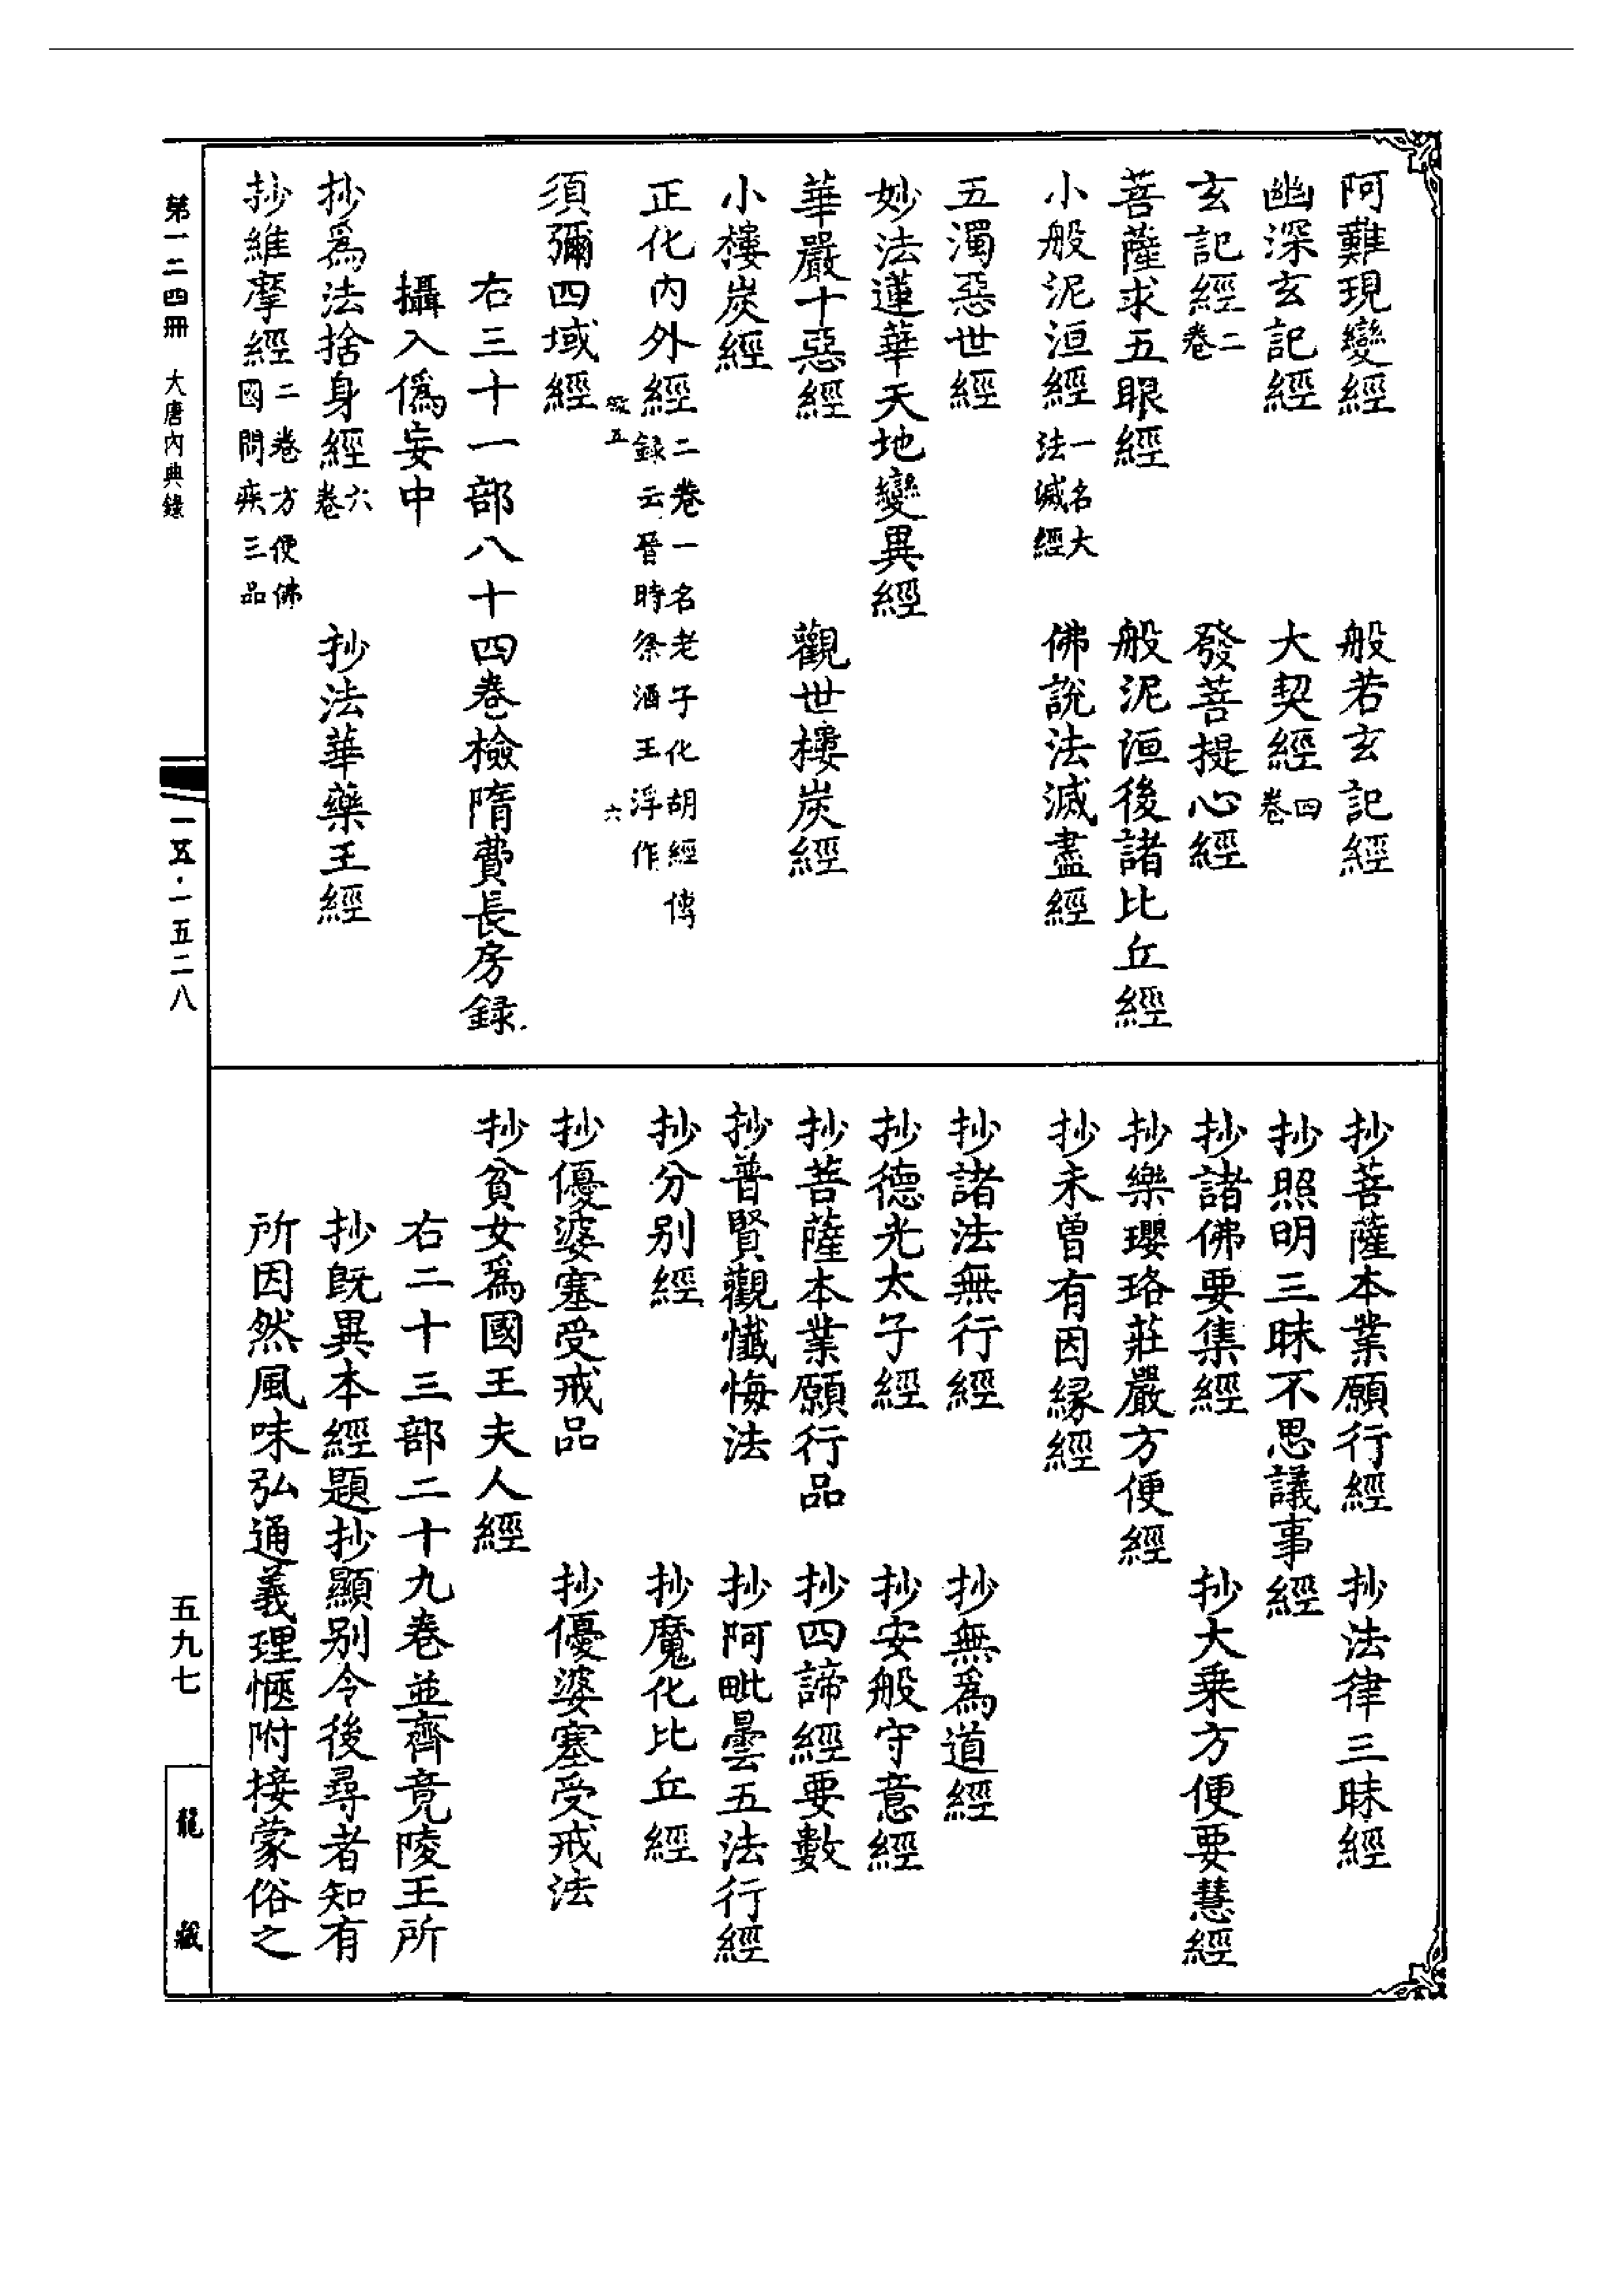 阿難現變經　般若玄記經
幽深玄記經　大契經四卷
玄記經二卷　發菩提心經
菩薩求五眼經　般泥洹後諸比丘經
小般泥洹經一名大法滅經　佛說法滅盡經
五濁惡世經
妙法蓮華天地變異經
華嚴十惡經　觀世樓炭經
小樓炭經
正化內外經二卷一名老子化胡經傳錄云晉時祭酒王浮作
五　六
須彌四域經
右三十一部八十四卷檢隋費長房録
攝入僞妄中
抄爲法捨身經六卷　抄法華藥王經
抄維摩經二卷方便佛國問疾三品
抄菩薩本業願行經　抄法律三昧經
抄照明三昧不思議事經
抄諸佛要集經　抄大乗方便要慧經
抄樂瓔珞莊嚴方便經
抄未曾有因縁經
抄諸法無行經　抄無爲道經
抄德光太子經　抄安般守意經
抄菩薩本業願行品　抄四諦經要數
抄普賢觀懺悔法　抄阿毗曇五法行經
抄分别經　抄魔化比丘經
抄優婆塞受戒品　抄優婆塞受戒法
抄貧女爲國王夫人經
右二十三部二十九卷並齊竟陵王所
抄既異本經題抄顯别令後尋者知有
所因然風味弘通義理愜附接蒙俗之
第一二四冊　大唐內典錄
一五·一五二八
五九七
龍藏